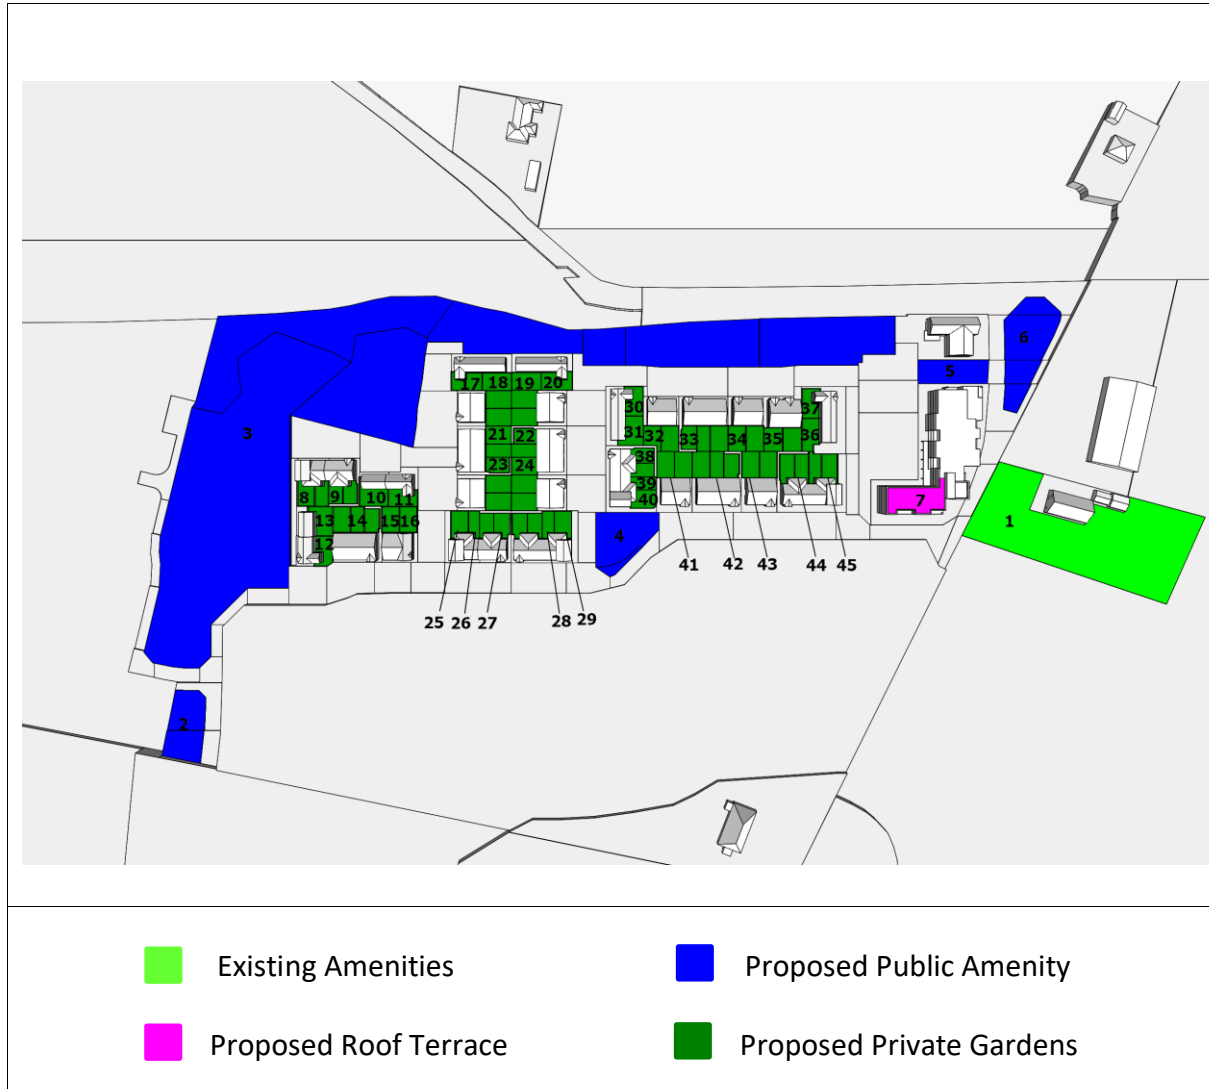 6
5
3
7
1
4
2
17 18 19 20
21 22
23 24
8 9 10 11
13 14 15 16
12
25 26 27 28 29
30 37
31 32 33 34 35 36
38
39
40
41 42 43 44 45
Existing Amenities
Proposed Public Amenity
Proposed Roof Terrace
Proposed Private Gardens